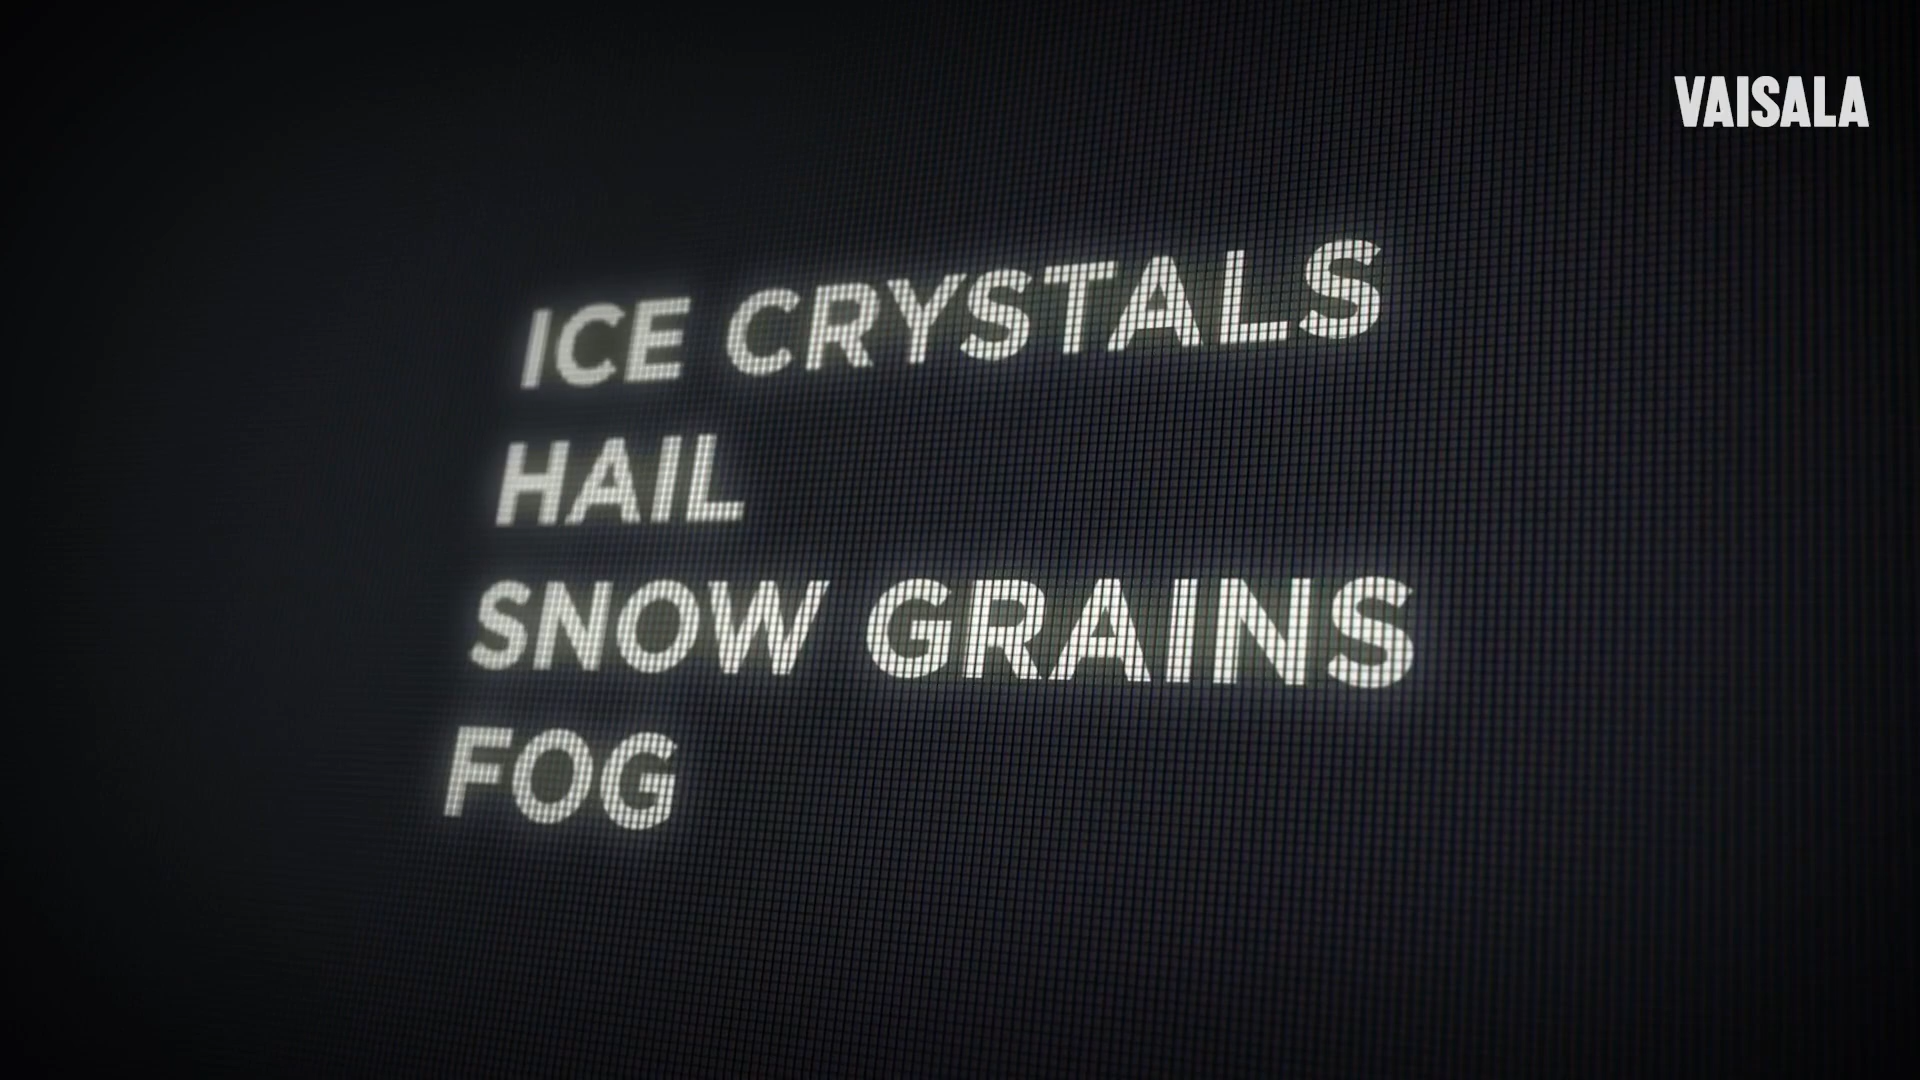 VAISALA
ICE CRYSTALS
HAIL
SNOW GRAINS
FOG